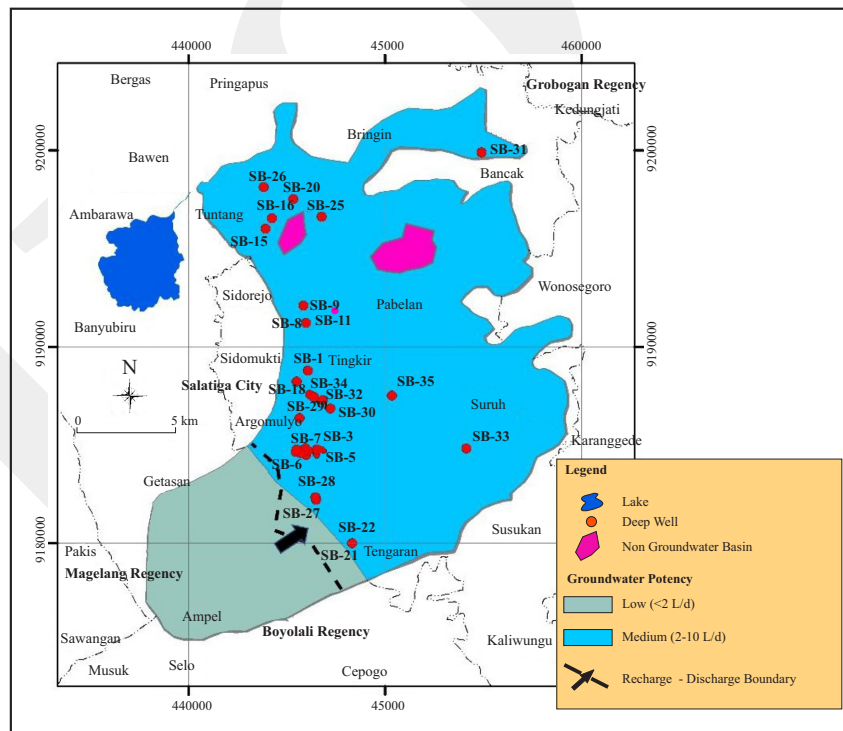 440000
45000
460000
Bergas
Pringapus
Grobogan Regency
Kedungjati
9200000
9200000
Bringin
SB-31
Bawen
Bancak
SB-26
SB-20
SB-16
SB-25
Ambarawa
Tuntang
SB-15
Wonosegoro
Sidorejo
SB-9
Pabelan
SB-11
SB-8
Banyubiru
9190000
9190000
Sidomukti
SB-1
Tingkir
N
Salatiga City
SB-34
SB-35
SB-18
SB-32
0
5 km
SB-29
SB-30
Suruh
Argomulyo
SB-7
SB-3
SB-33
Karanggede
SB-6
SB-5
Getasan
SB-28
SB-27
SB-22
Susukan
9180000
9180000
Pakis
SB-21
Tengaran
Magelang Regency
Ampel
Boyolali Regency
Sawangan
Kaliwungu
Musuk
Selo
Cepogo
440000
45000
Legend
Lake
Deep Well
Non Groundwater Basin
Groundwater Potency
Low (<2 L/d)
Medium (2-10 L/d)
Recharge - Discharge Boundary